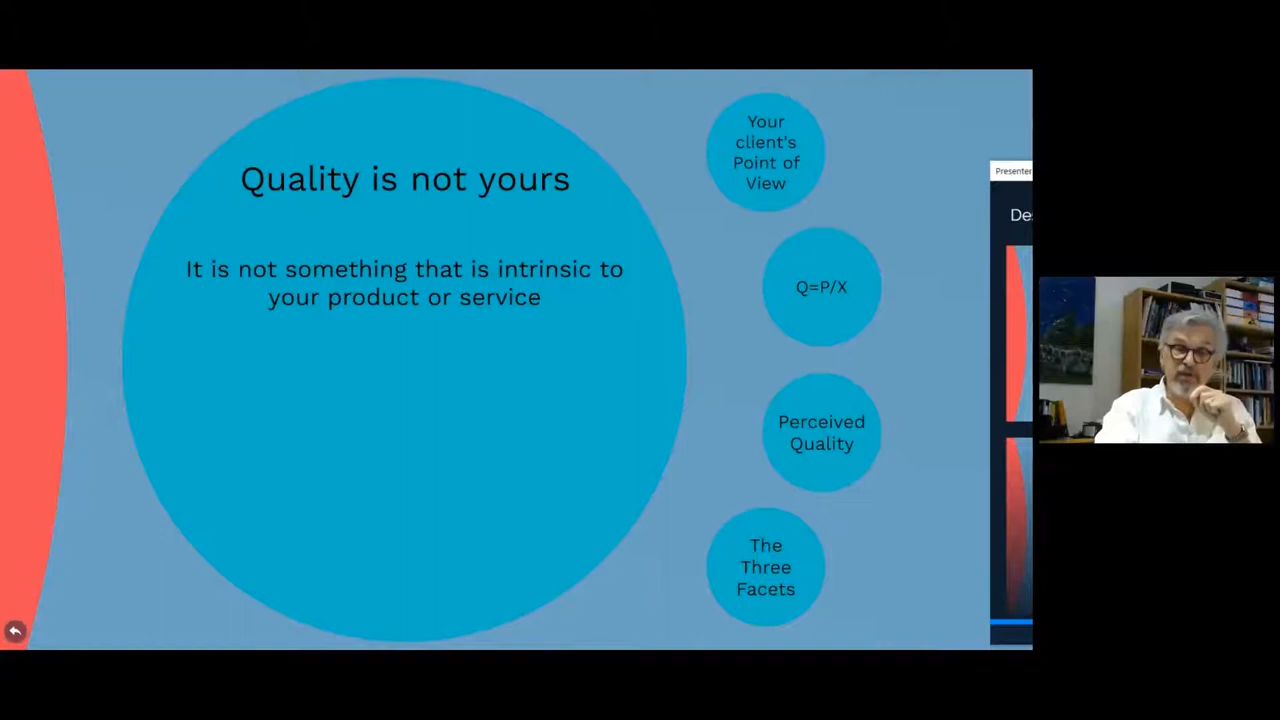 Quality is not yours
It is not something that is intrinsic to
your product or service
Your
client's
Point of
View
Q=P/X
Perceived
Quality
The
Three
Facets
Presenter